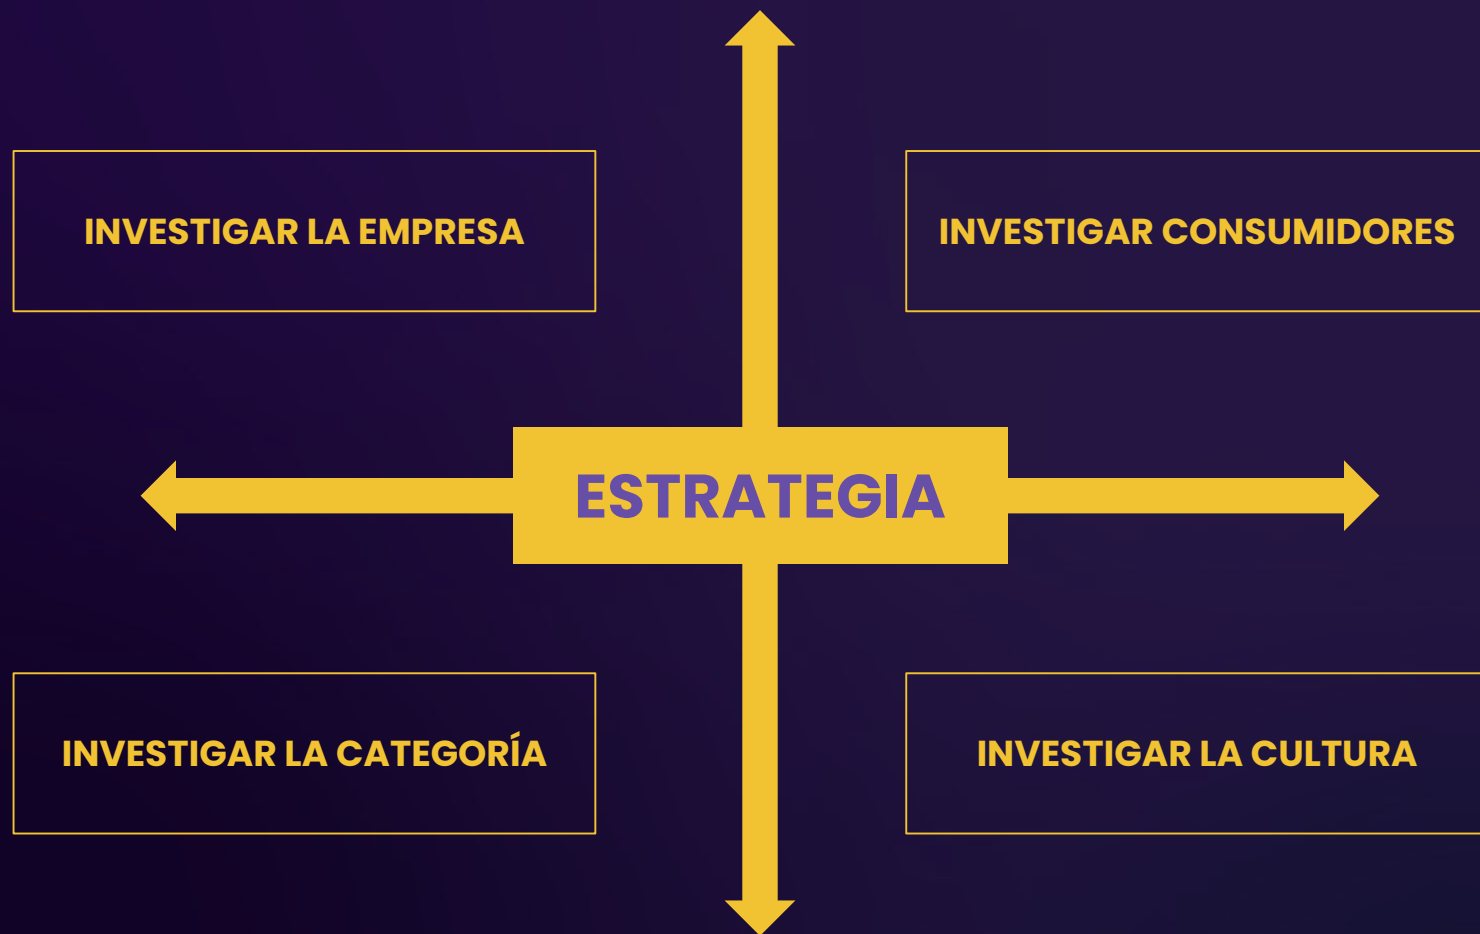 INVESTIGAR LA EMPRESA
INVESTIGAR CONSUMIDORES
ESTRATEGIA
INVESTIGAR LA CATEGORÍA
INVESTIGAR LA CULTURA